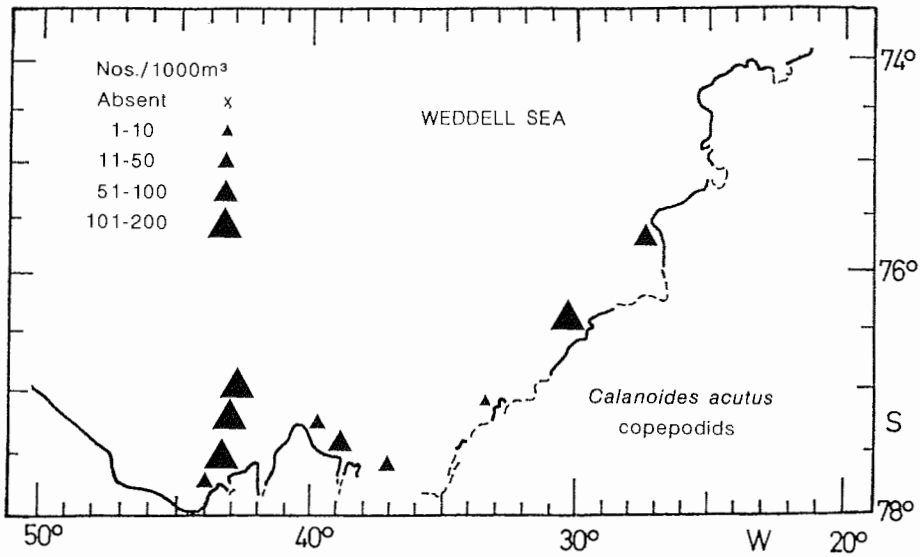 Nos./1000m³
Absent x
1-10
11-50
51-100
101-200
WEDDELL SEA
74°
76°
Calanoides acutus
copepodids
S
78°
50° 40° 30° W 20°